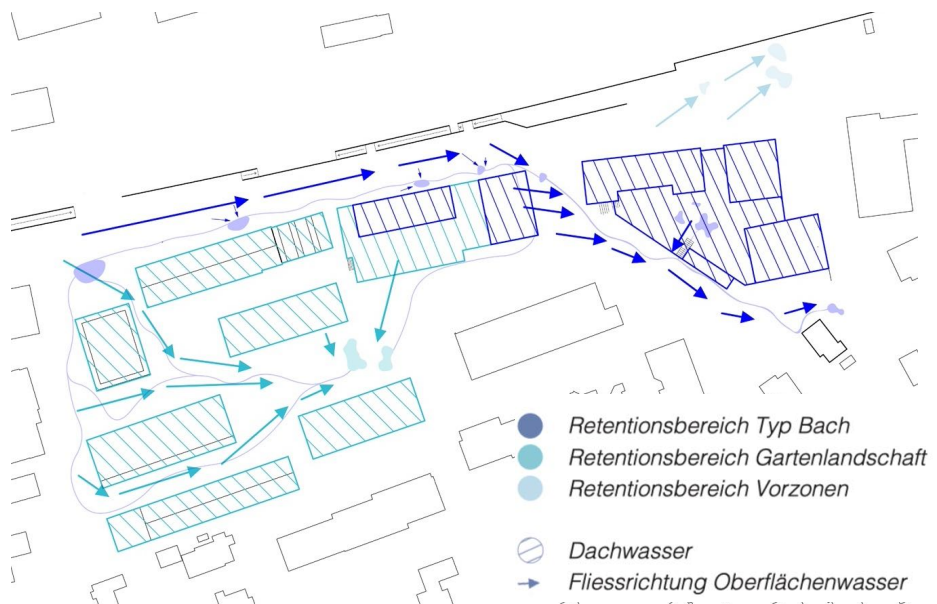 Retentionsbereich Typ Bach
Retentionsbereich Gartenlandschaft
Retentionsbereich Vorzonen
Dachwasser
Fliessrichtung Oberflächenwasser